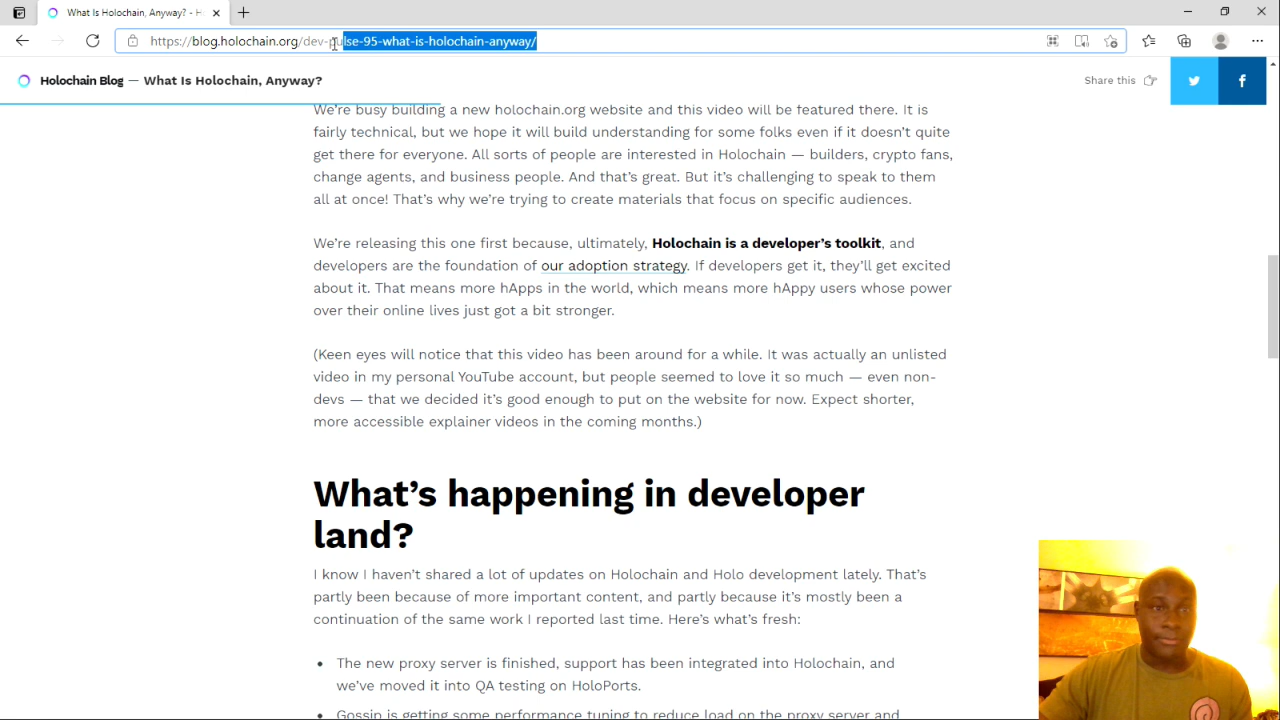 What Is Holochain, Anyway? - H
https://blog.holochain.org/dev-pulse-95-what-is-holochain-anyway/
Holochain Blog — What Is Holochain, Anyway?
Share this
We're busy building a new holochain.org website and this video will be featured there. It is
fairly technical, but we hope it will build understanding for some folks even if it doesn't quite
get there for everyone. All sorts of people are interested in Holochain — builders, crypto fans,
change agents, and business people. And that's great. But it's challenging to speak to them
all at once! That's why we're trying to create materials that focus on specific audiences.
We're releasing this one first because, ultimately, Holochain is a developer's toolkit, and
developers are the foundation of our adoption strategy. If developers get it, they'll get excited
about it. That means more hApps in the world, which means more hAppy users whose power
over their online lives just got a bit stronger.
(Keen eyes will notice that this video has been around for a while. It was actually an unlisted
video in my personal YouTube account, but people seemed to love it so much — even non-
devs — that we decided it's good enough to put on the website for now. Expect shorter,
more accessible explainer videos in the coming months.)
What's happening in developer
land?
I know I haven't shared a lot of updates on Holochain and Holo development lately. That's
partly been because of more important content, and partly because it's mostly been a
continuation of the same work I reported last time. Here's what's fresh:
• The new proxy server is finished, support has been integrated into Holochain, and
we've moved it into QA testing on HoloPorts.
• Gossip is getting some performance tuning to reduce load on the proxy server and